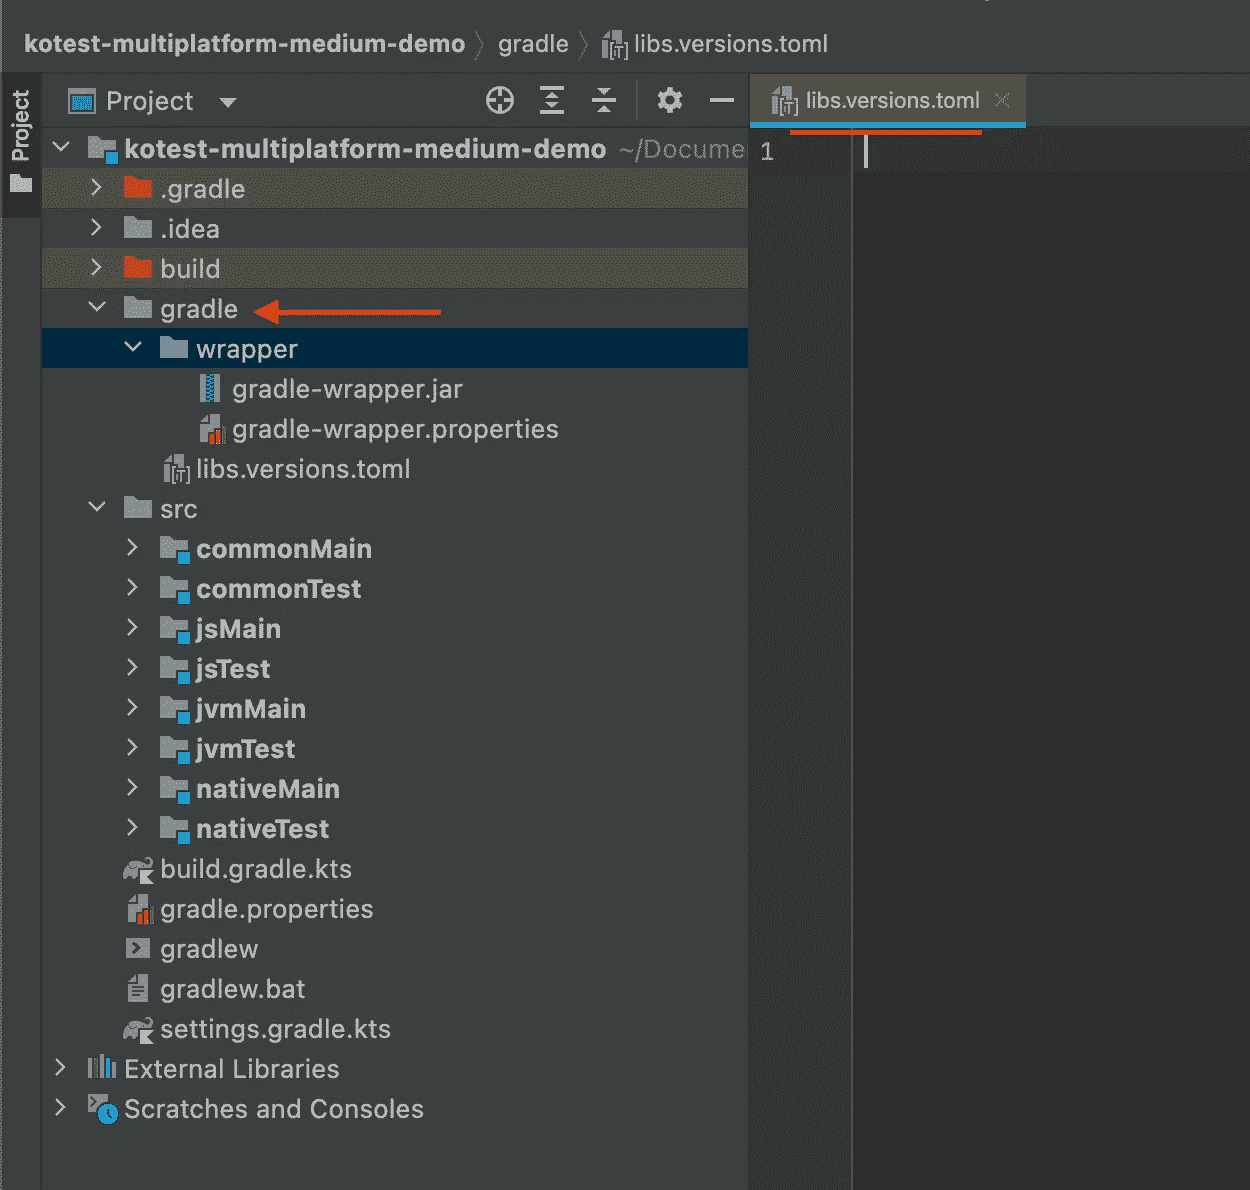 kotest-multiplatform-medium-demo gradle libs.versions.toml
Project
Project
libs.versions.toml
kotest-multiplatform-medium-demo ~/Docume
1
.gradle
.idea
build
gradle
wrapper
gradle-wrapper.jar
gradle-wrapper.properties
libs.versions.toml
src
commonMain
commonTest
jsMain
jsTest
jvmMain
jvmTest
nativeMain
nativeTest
build.gradle.kts
gradle.properties
gradlew
gradlew.bat
settings.gradle.kts
External Libraries
Scratches and Consoles